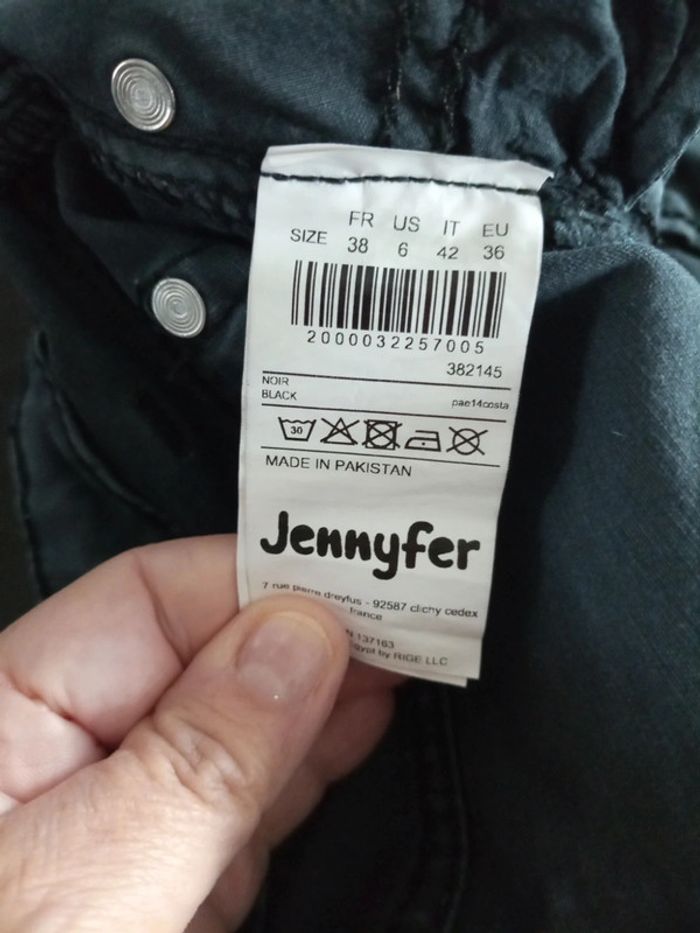 FR US IT EU
SIZE 38 6 42 36
2000032257005
382145
NOIR
BLACK pae14costa
30
MADE IN PAKISTAN
Jennyfer
7 rue pierre dreyfus - 92587 clichy cedex
france
137163
by RIGE LLC